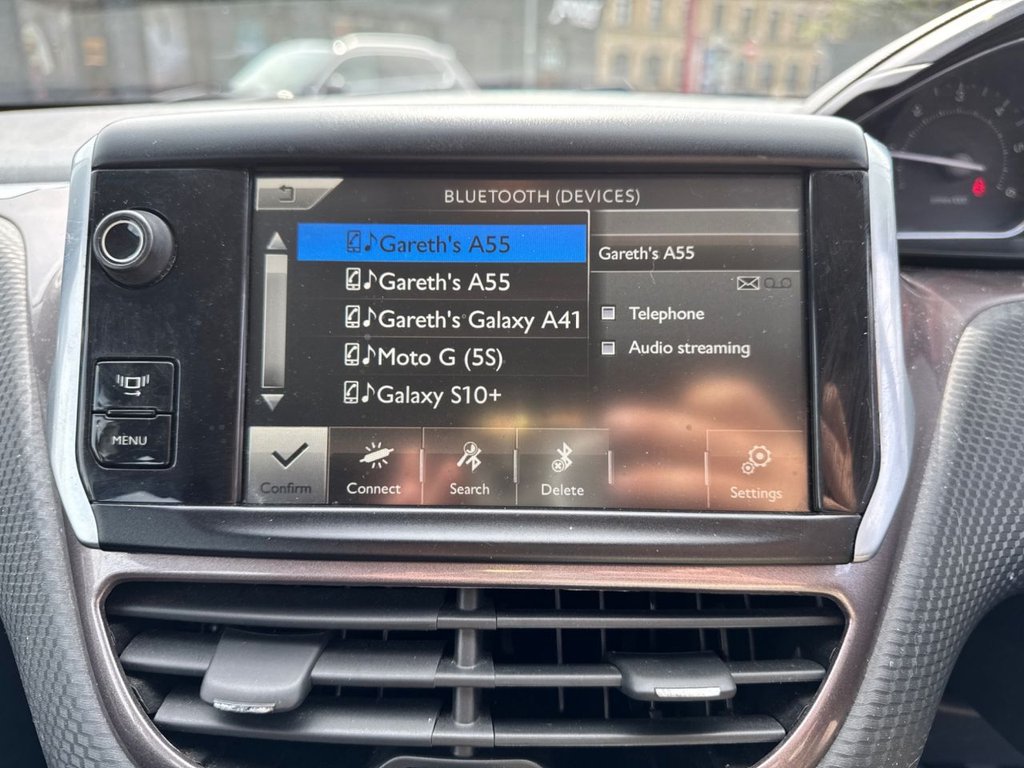 BLUETOOTH (DEVICES)
Gareth's A55
Gareth's A55
Gareth's Galaxy A41
Moto G (5S)
Galaxy S10+
Gareth's A55
Telephone
Audio streaming
MENU
Confirm
Connect
Search
Delete
Settings